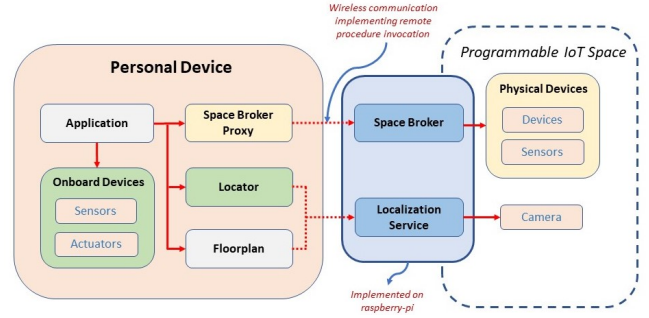 Wireless communication
implementing remote
procedure invocation
Programmable IoT Space
Personal Device
Physical Devices
Application
Space Broker
Proxy
Space Broker
Devices
Sensors
Onboard Devices
Sensors
Actuators
Locator
Floorplan
Localization
Service
Camera
Implemented on
raspberry-pi